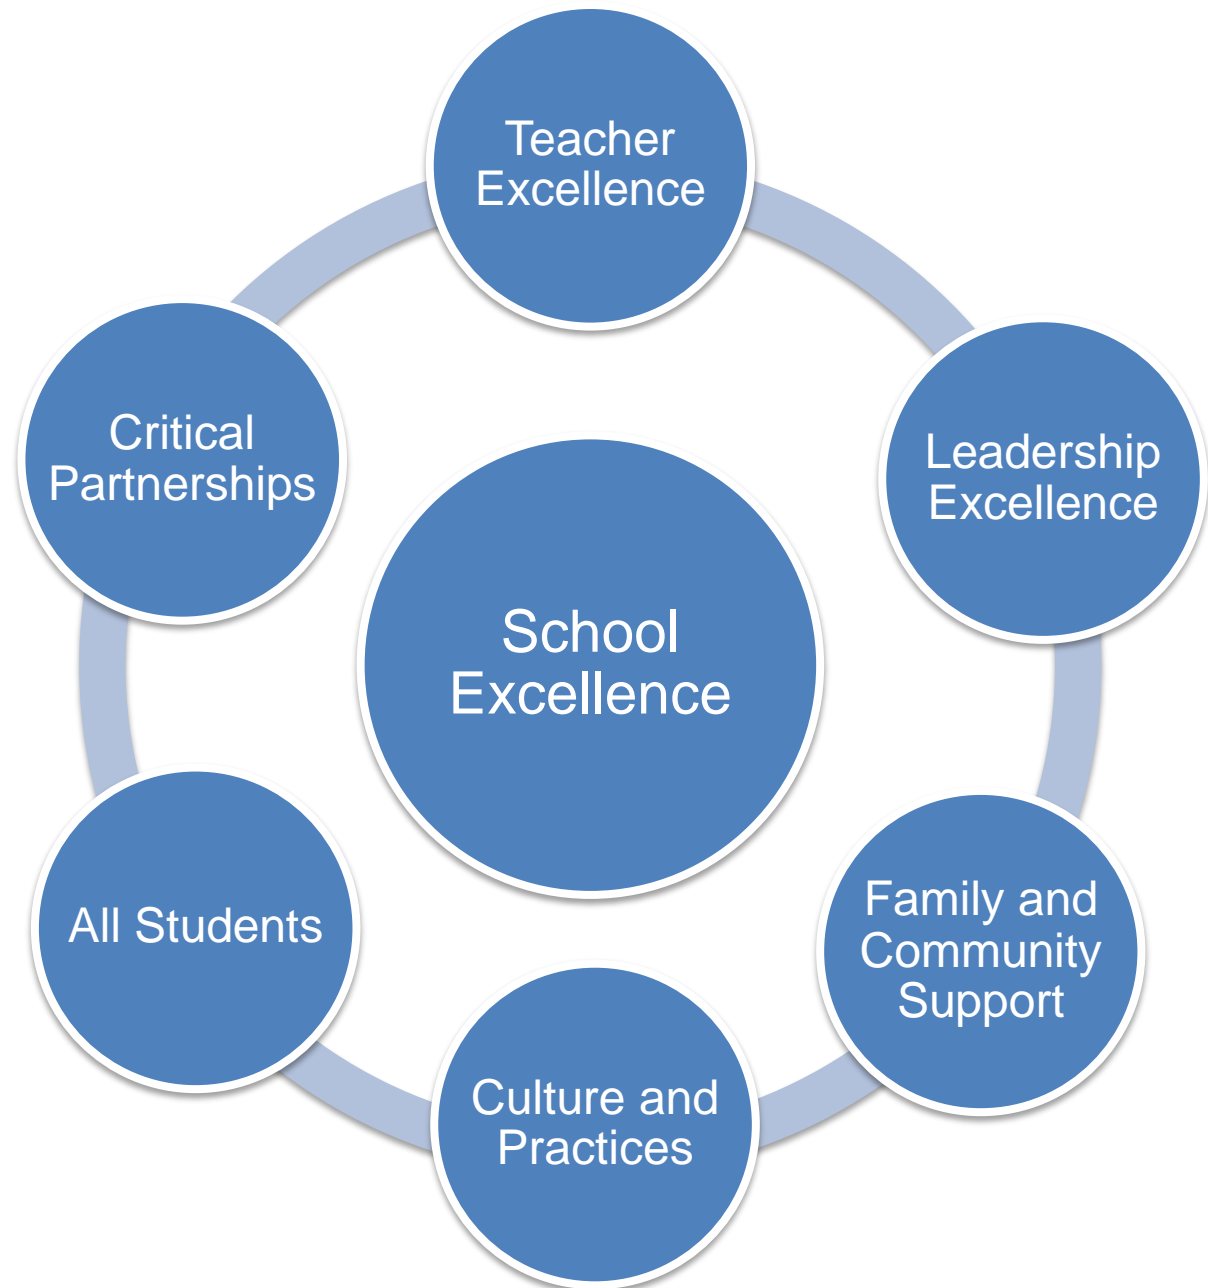 Teacher
Excellence
Leadership
Excellence
Family and
Community
Support
Culture and
Practices
All Students
Critical
Partnerships
School
Excellence